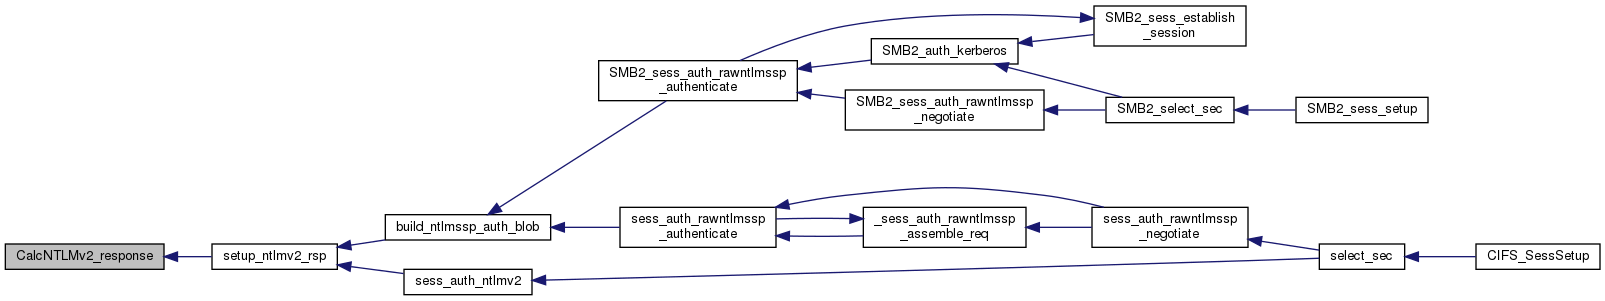 SMB2_sess_establish
_session
SMB2_auth_kerberos
SMB2_sess_auth_rawntlmssp
_authenticate
SMB2_sess_auth_rawntlmssp
_negotiate
SMB2_select_sec
SMB2_sess_setup
build_ntlmssp_auth_blob
sess_auth_rawntlmssp
_authenticate
_sess_auth_rawntlmssp
_assemble_req
sess_auth_rawntlmssp
_negotiate
CalcNTLMv2_response
setup_ntlmv2_rsp
sess_auth_ntlmv2
select_sec
CIFS_SessSetup